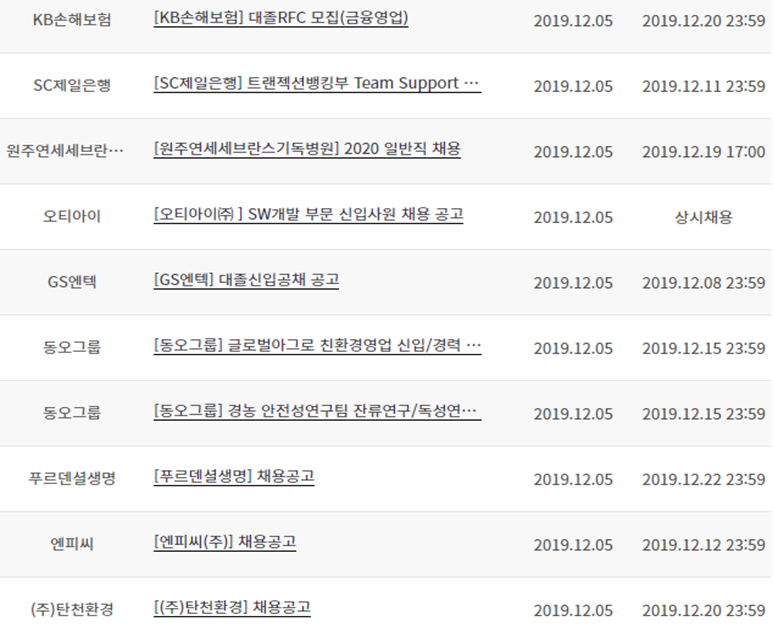 KB손해보험 [KB손해보험] 대졸RFC 모집(금융영업) 2019.12.05 2019.12.20 23:59
SC제일은행 [SC제일은행] 트랜젝션뱅킹부 Team Support … 2019.12.05 2019.12.11 23:59
원주연세세브란… [원주연세세브란스기독병원] 2020 일반직 채용 2019.12.05 2019.12.19 17:00
오티아이 [오티아이㈜ ] SW개발 부문 신입사원 채용 공고 2019.12.05 상시채용
GS엔텍 [GS엔텍] 대졸신입공채 공고 2019.12.05 2019.12.08 23:59
동오그룹 [동오그룹] 글로벌아그로 친환경영업 신입/경력 … 2019.12.05 2019.12.15 23:59
동오그룹 [동오그룹] 경농 안전성연구팀 잔류연구/독성연… 2019.12.05 2019.12.15 23:59
푸르덴셜생명 [푸르덴셜생명] 채용공고 2019.12.05 2019.12.22 23:59
엔피씨 [엔피씨(주)] 채용공고 2019.12.05 2019.12.12 23:59
(주)탄천환경 [(주)탄천환경] 채용공고 2019.12.05 2019.12.20 23:59